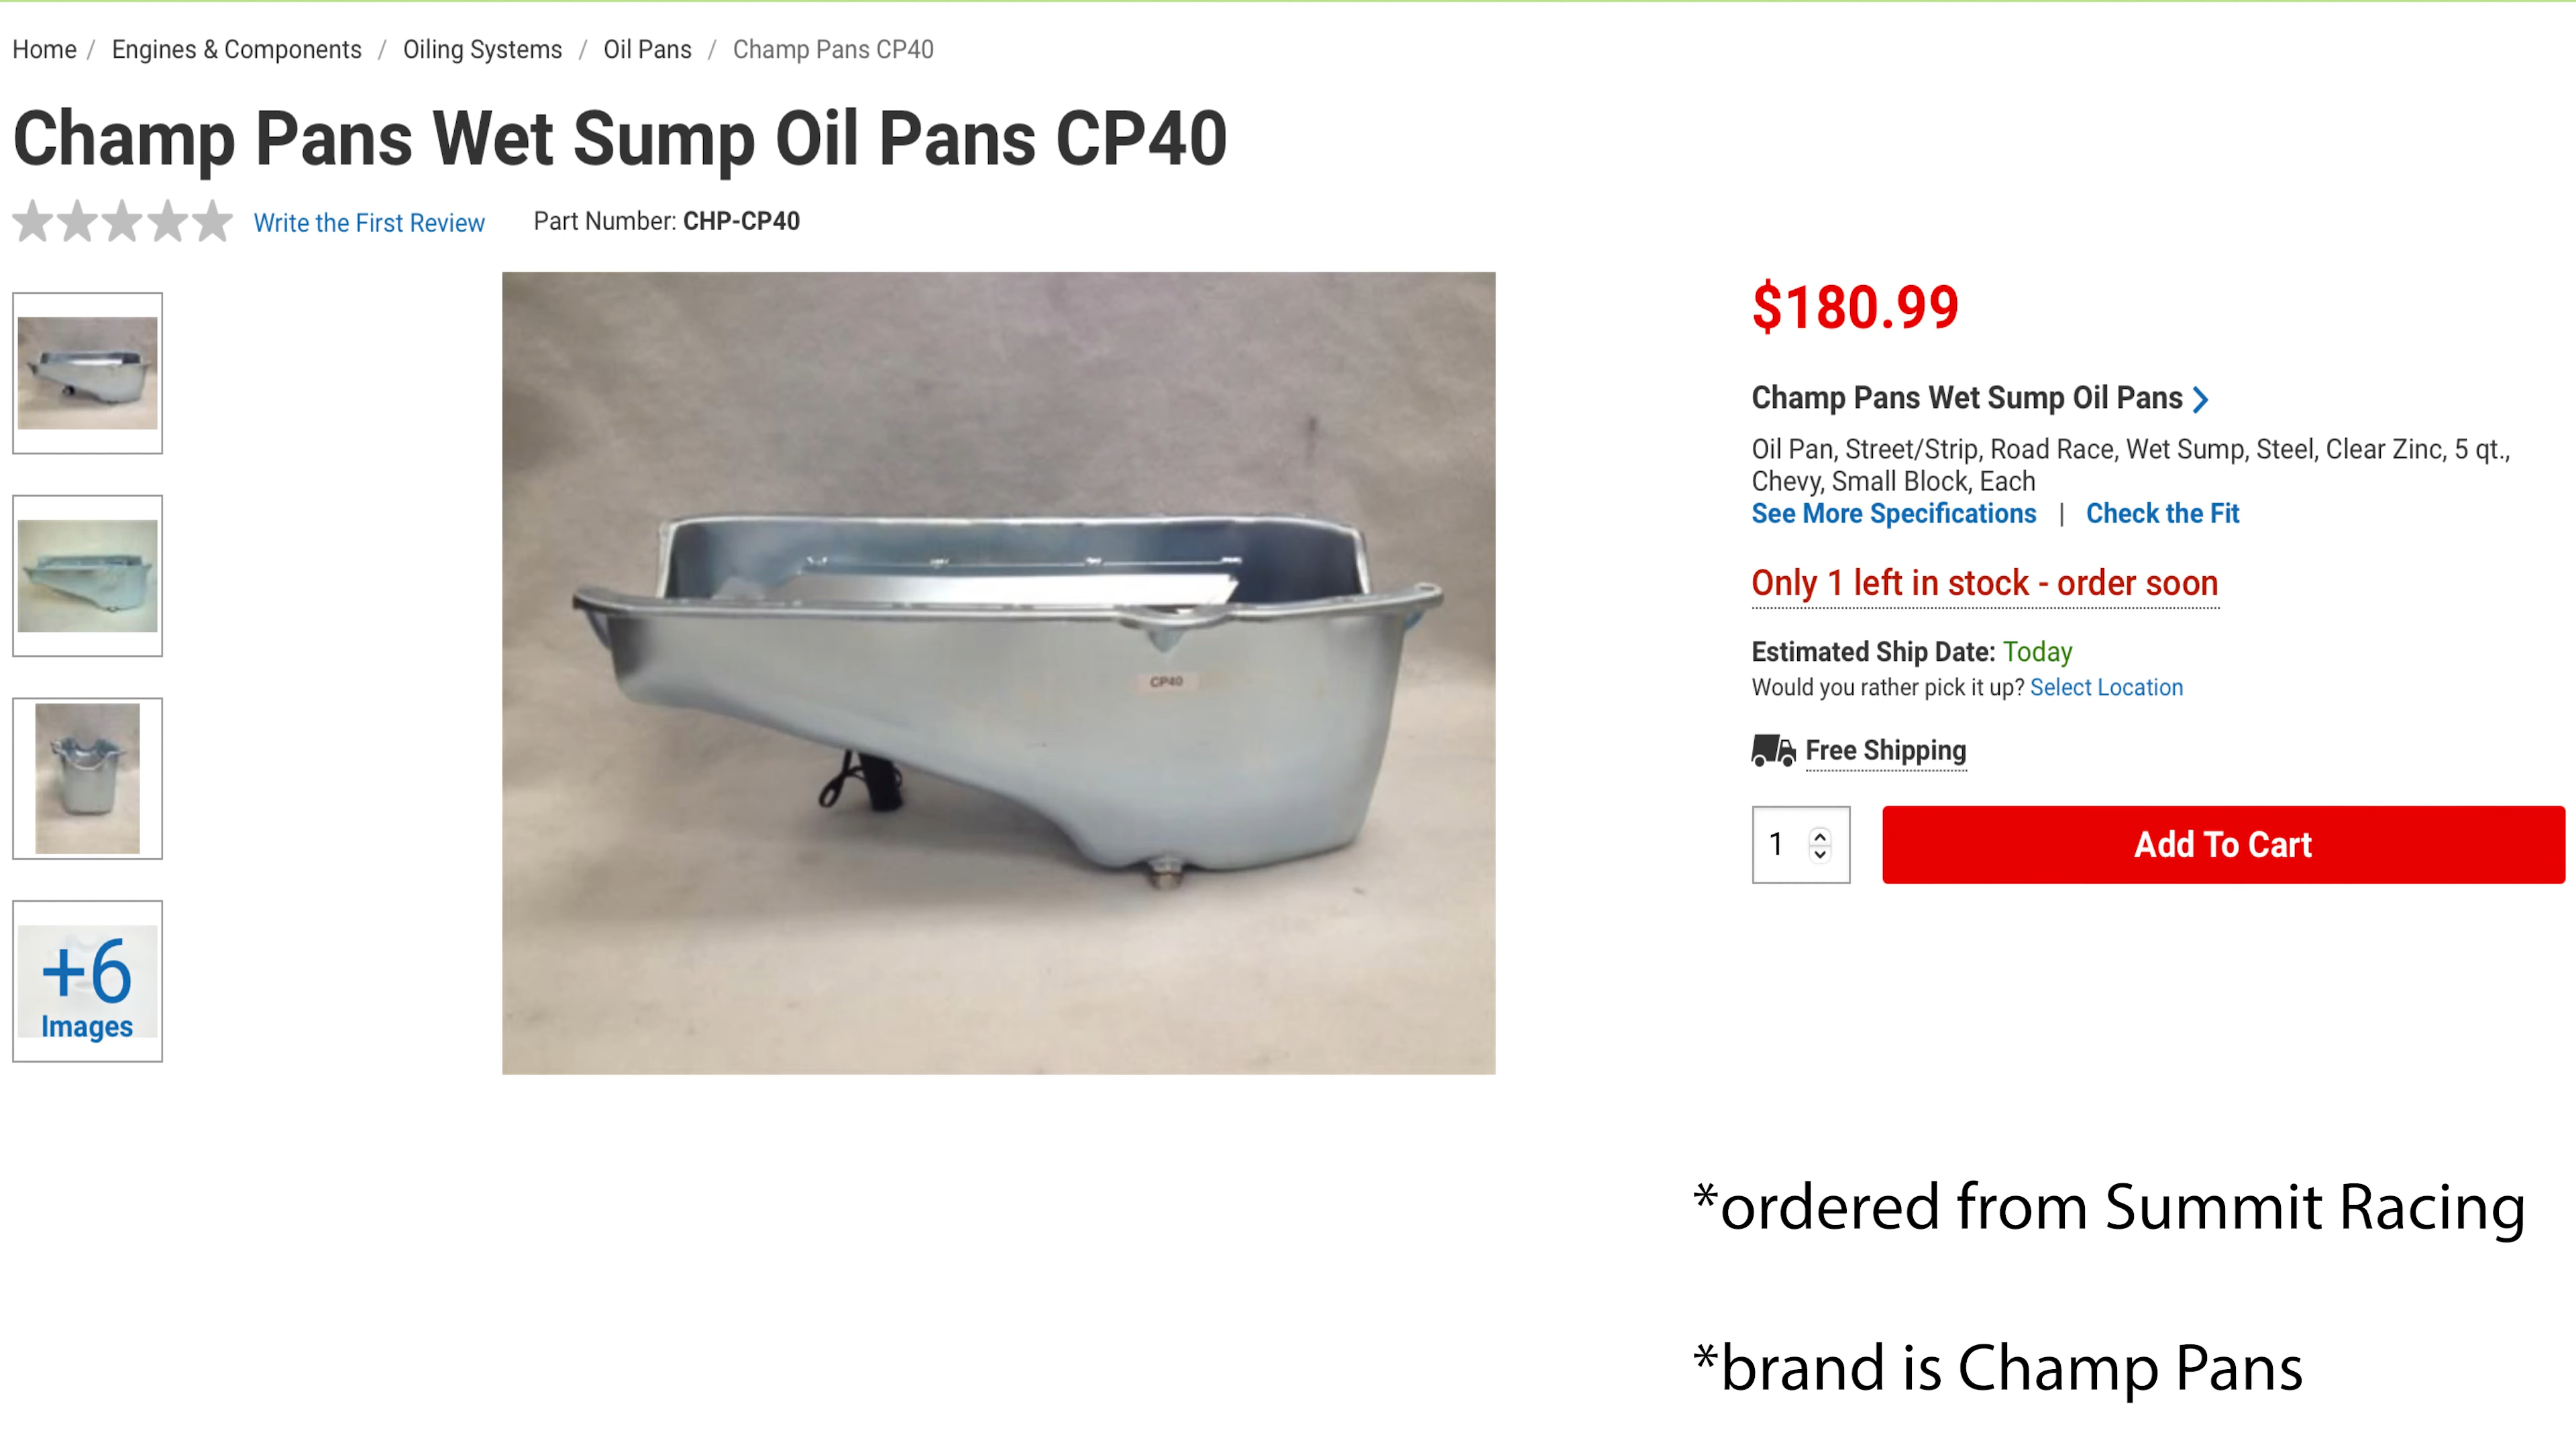 Home / Engines & Components / Oiling Systems / Oil Pans / Champ Pans CP40
Champ Pans Wet Sump Oil Pans CP40
Write the First Review Part Number: CHP-CP40
$180.99
Champ Pans Wet Sump Oil Pans
Oil Pan, Street/Strip, Road Race, Wet Sump, Steel, Clear Zinc, 5 qt.,
Chevy, Small Block, Each
See More Specifications | Check the Fit
Only 1 left in stock - order soon
CP40
Estimated Ship Date: Today
Would you rather pick it up? Select Location
Free Shipping
1 Add To Cart
+6
Images
*ordered from Summit Racing
*brand is Champ Pans